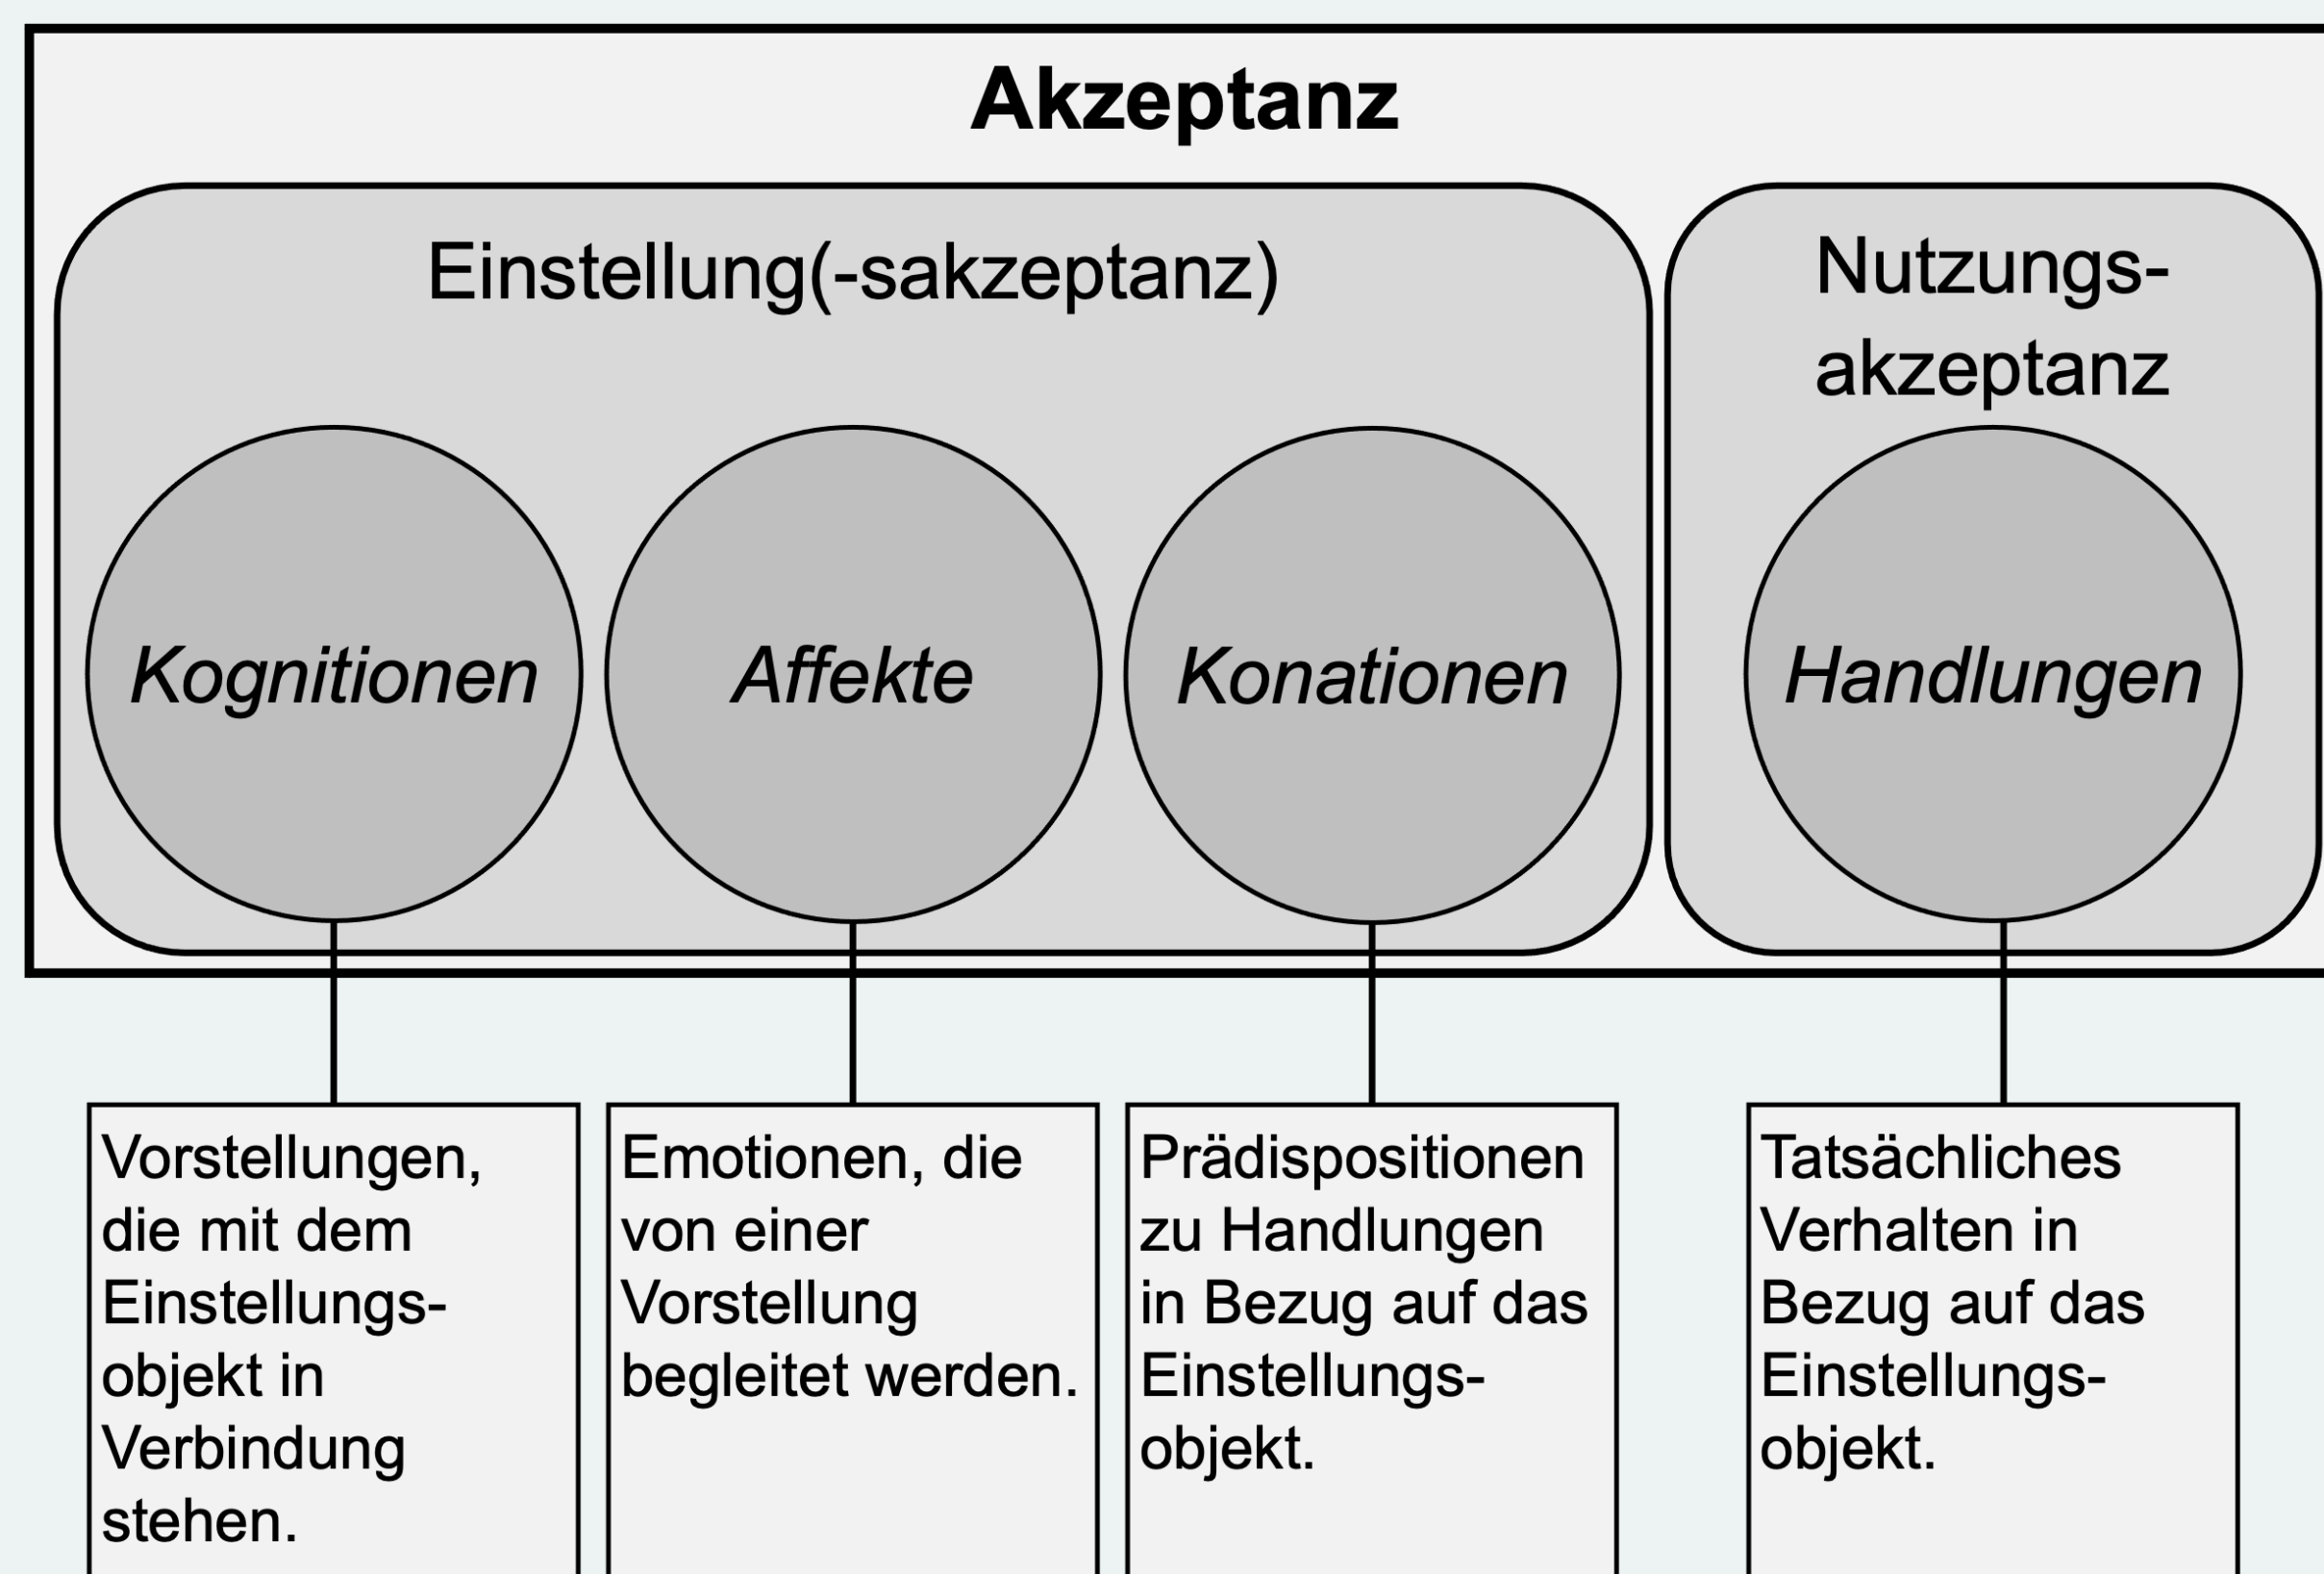 Akzeptanz
Einstellung(-sakzeptanz)
Nutzungs-
akzeptanz
Kognitionen
Affekte
Konationen
Handlungen
Vorstellungen,
die mit dem
Einstellungs-
objekt in
Verbindung
stehen.
Emotionen, die
von einer
Vorstellung
begleitet werden.
Prädispositionen
zu Handlungen
in Bezug auf das
Einstellungs-
objekt.
Tatsächliches
Verhalten in
Bezug auf das
Einstellungs-
objekt.